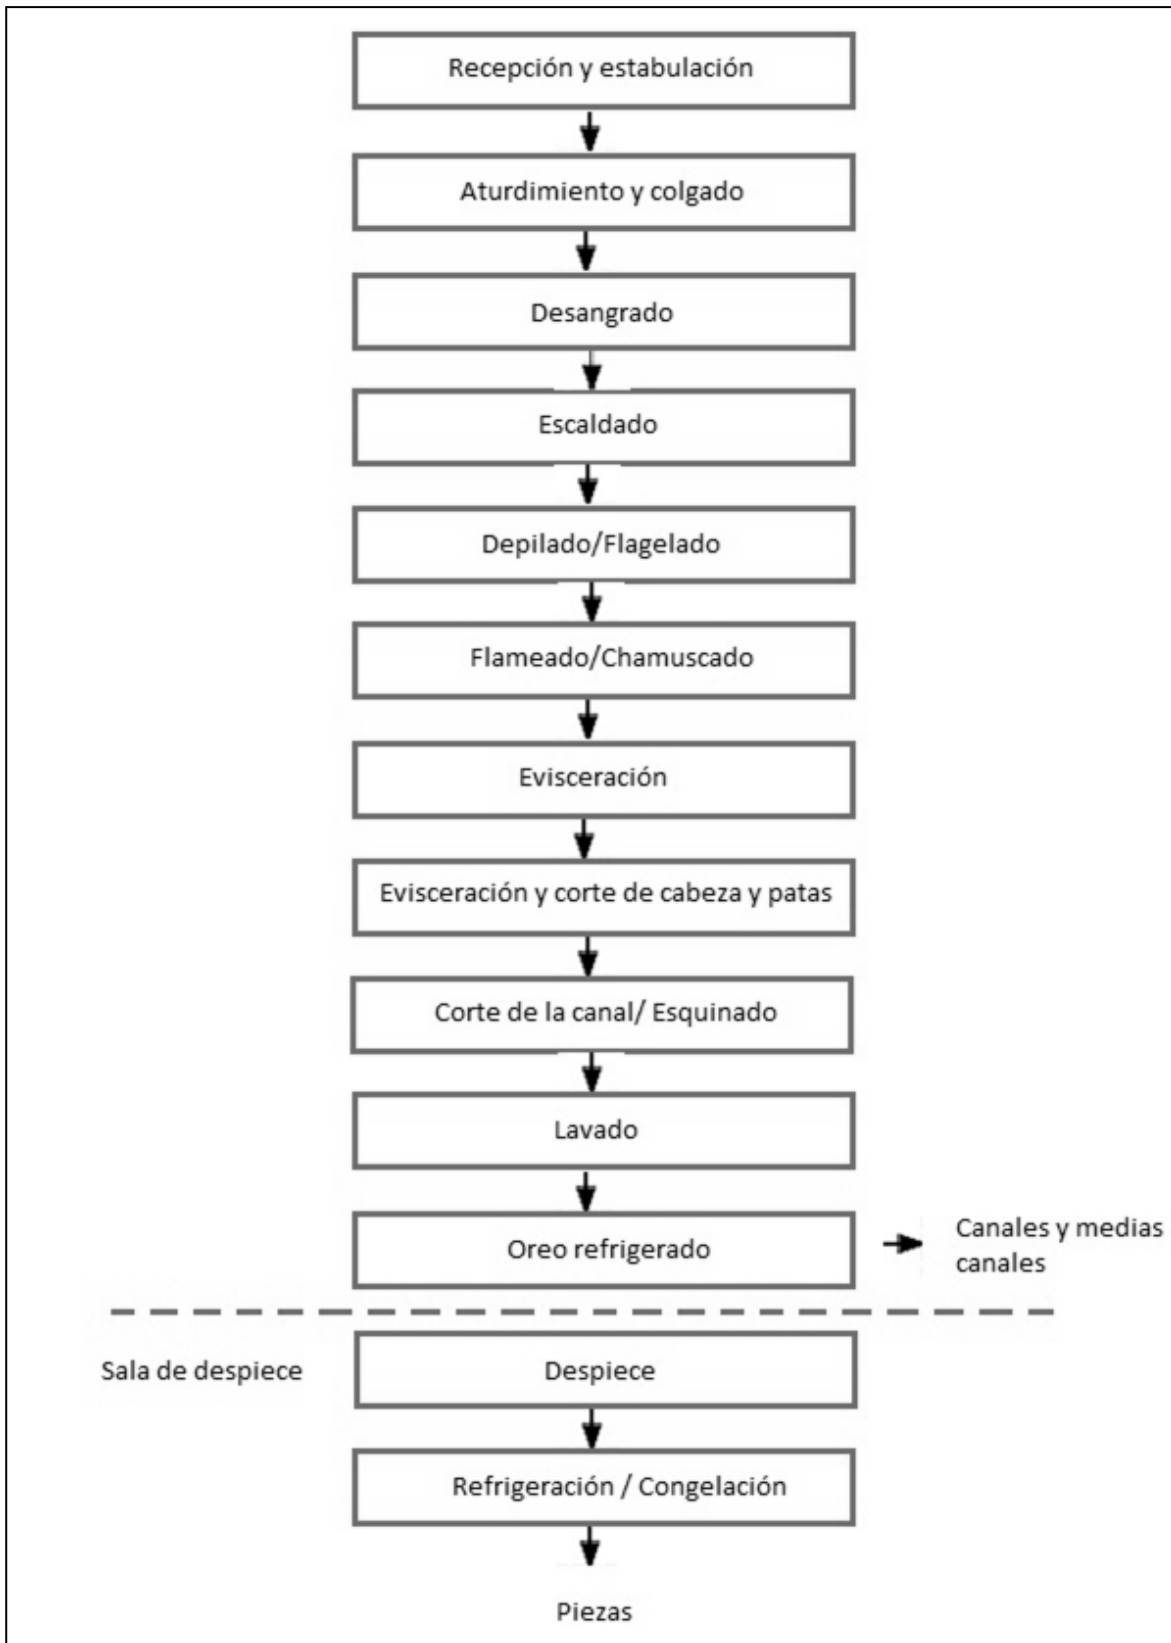 Recepción y estabulación
Aturdimiento y colgado
Desangrado
Escaldado
Depilado/Flagelado
Flameado/Chamuscado
Evisceración
Evisceración y corte de cabeza y patas
Corte de la canal/ Esquinado
Lavado
Oreo refrigerado
Canales y medias
canales
Sala de despiece
Despiece
Refrigeración / Congelación
Piezas